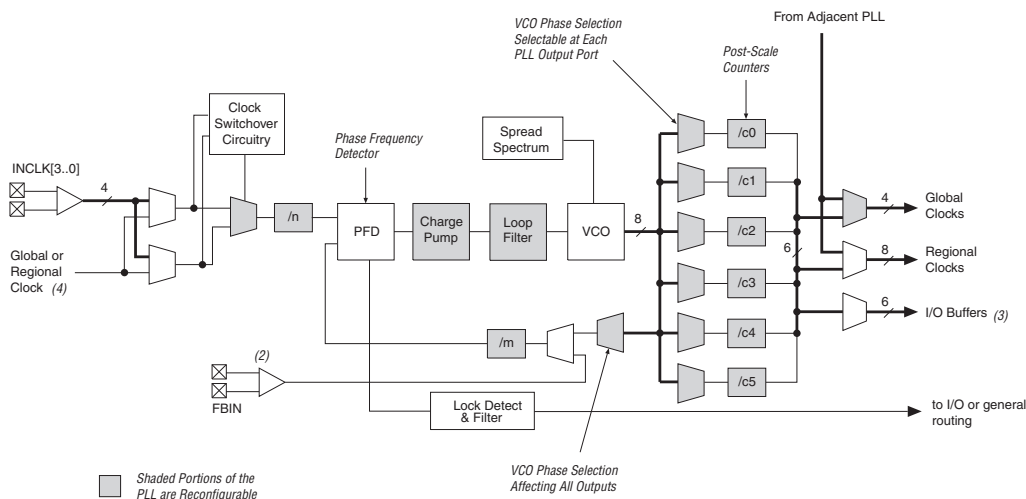 From Adjacent PLL
VCO Phase Selection
Selectable at Each
PLL Output Port
Post-Scale
Counters
Clock
Switchover
Circuitry
Phase Frequency
Detector
Spread
Spectrum
/c0
INCLK[3..0]
4
/c1
/n
PFD
Charge
Pump
Loop
Filter
VCO
8
/c2
6
4
Global
Clocks
Global or
Regional
Clock (4)
8
Regional
Clocks
/c3
6
I/O Buffers (3)
/m
/c4
(2)
FBIN
/c5
Lock Detect
& Filter
to I/O or general
routing
VCO Phase Selection
Affecting All Outputs
Shaded Portions of the
PLL are Reconfigurable